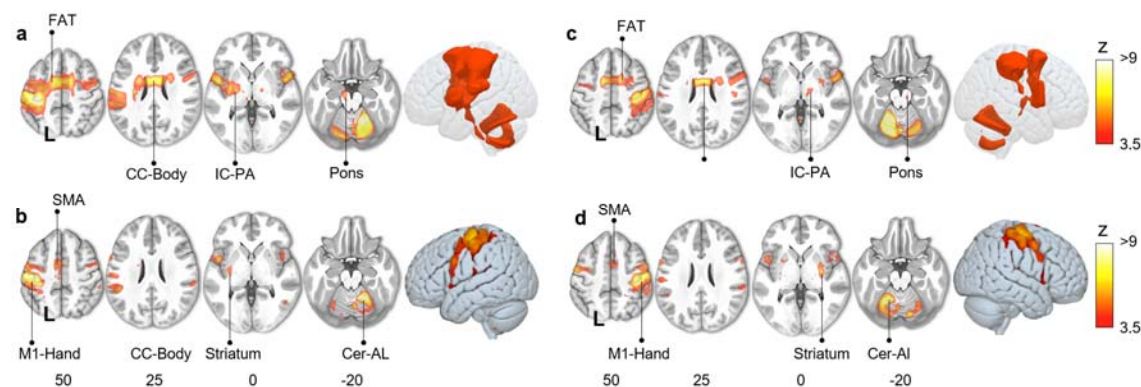 FAT
a
L
CC-Body
IC-PA
Pons
SMA
b
L
M1-Hand
CC-Body
Striatum
Cer-AL
50
25
0
-20
FAT
c
L
IC-PA
Pons
Z
>9
3.5
SMA
d
L
M1-Hand
Striatum
Cer-Al
Z
>9
3.5
50
25
0
-20